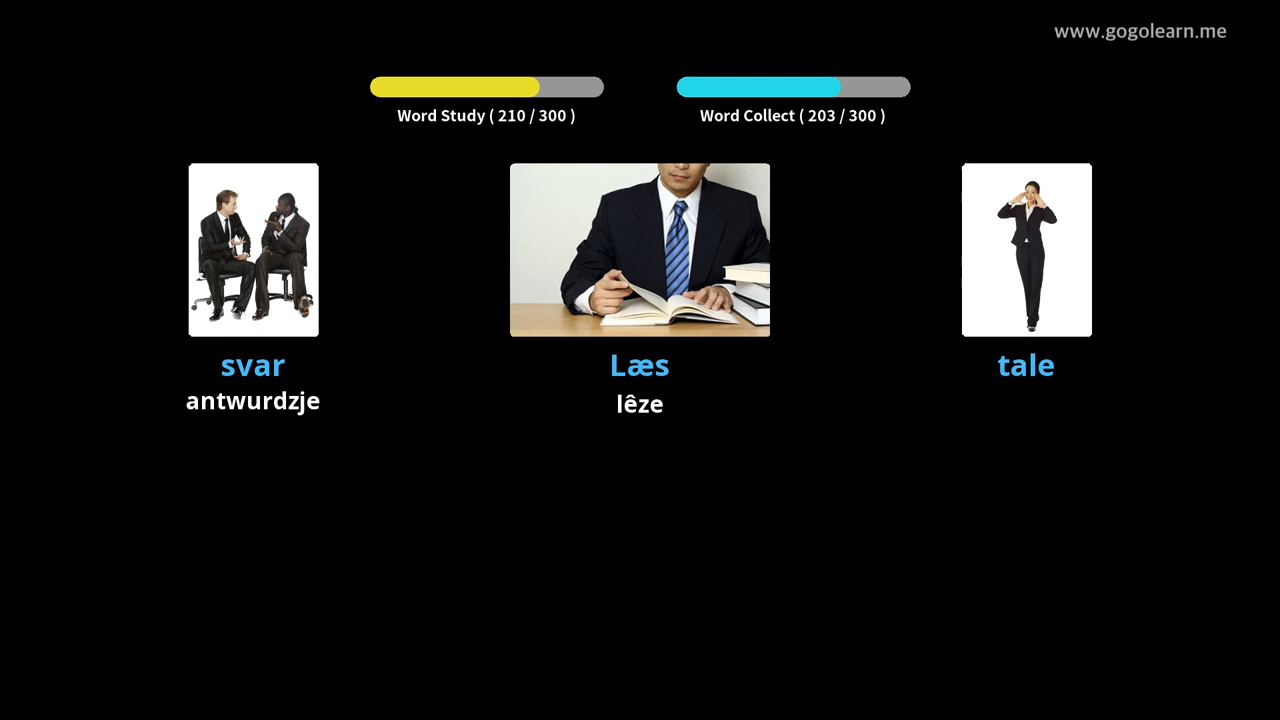 www.gogolearn.me
Word Study ( 210 / 300 )
Word Collect ( 203 / 300 )
svar
Læs
tale
antwurdzje
lêze